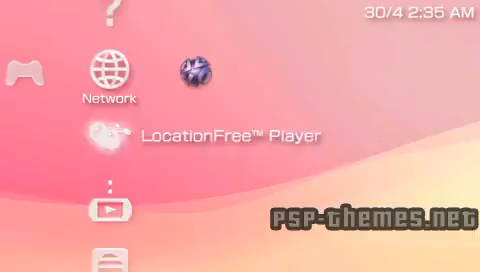 30/4 2:35 AM
Network
LocationFree™ Player
PSP-themes.net